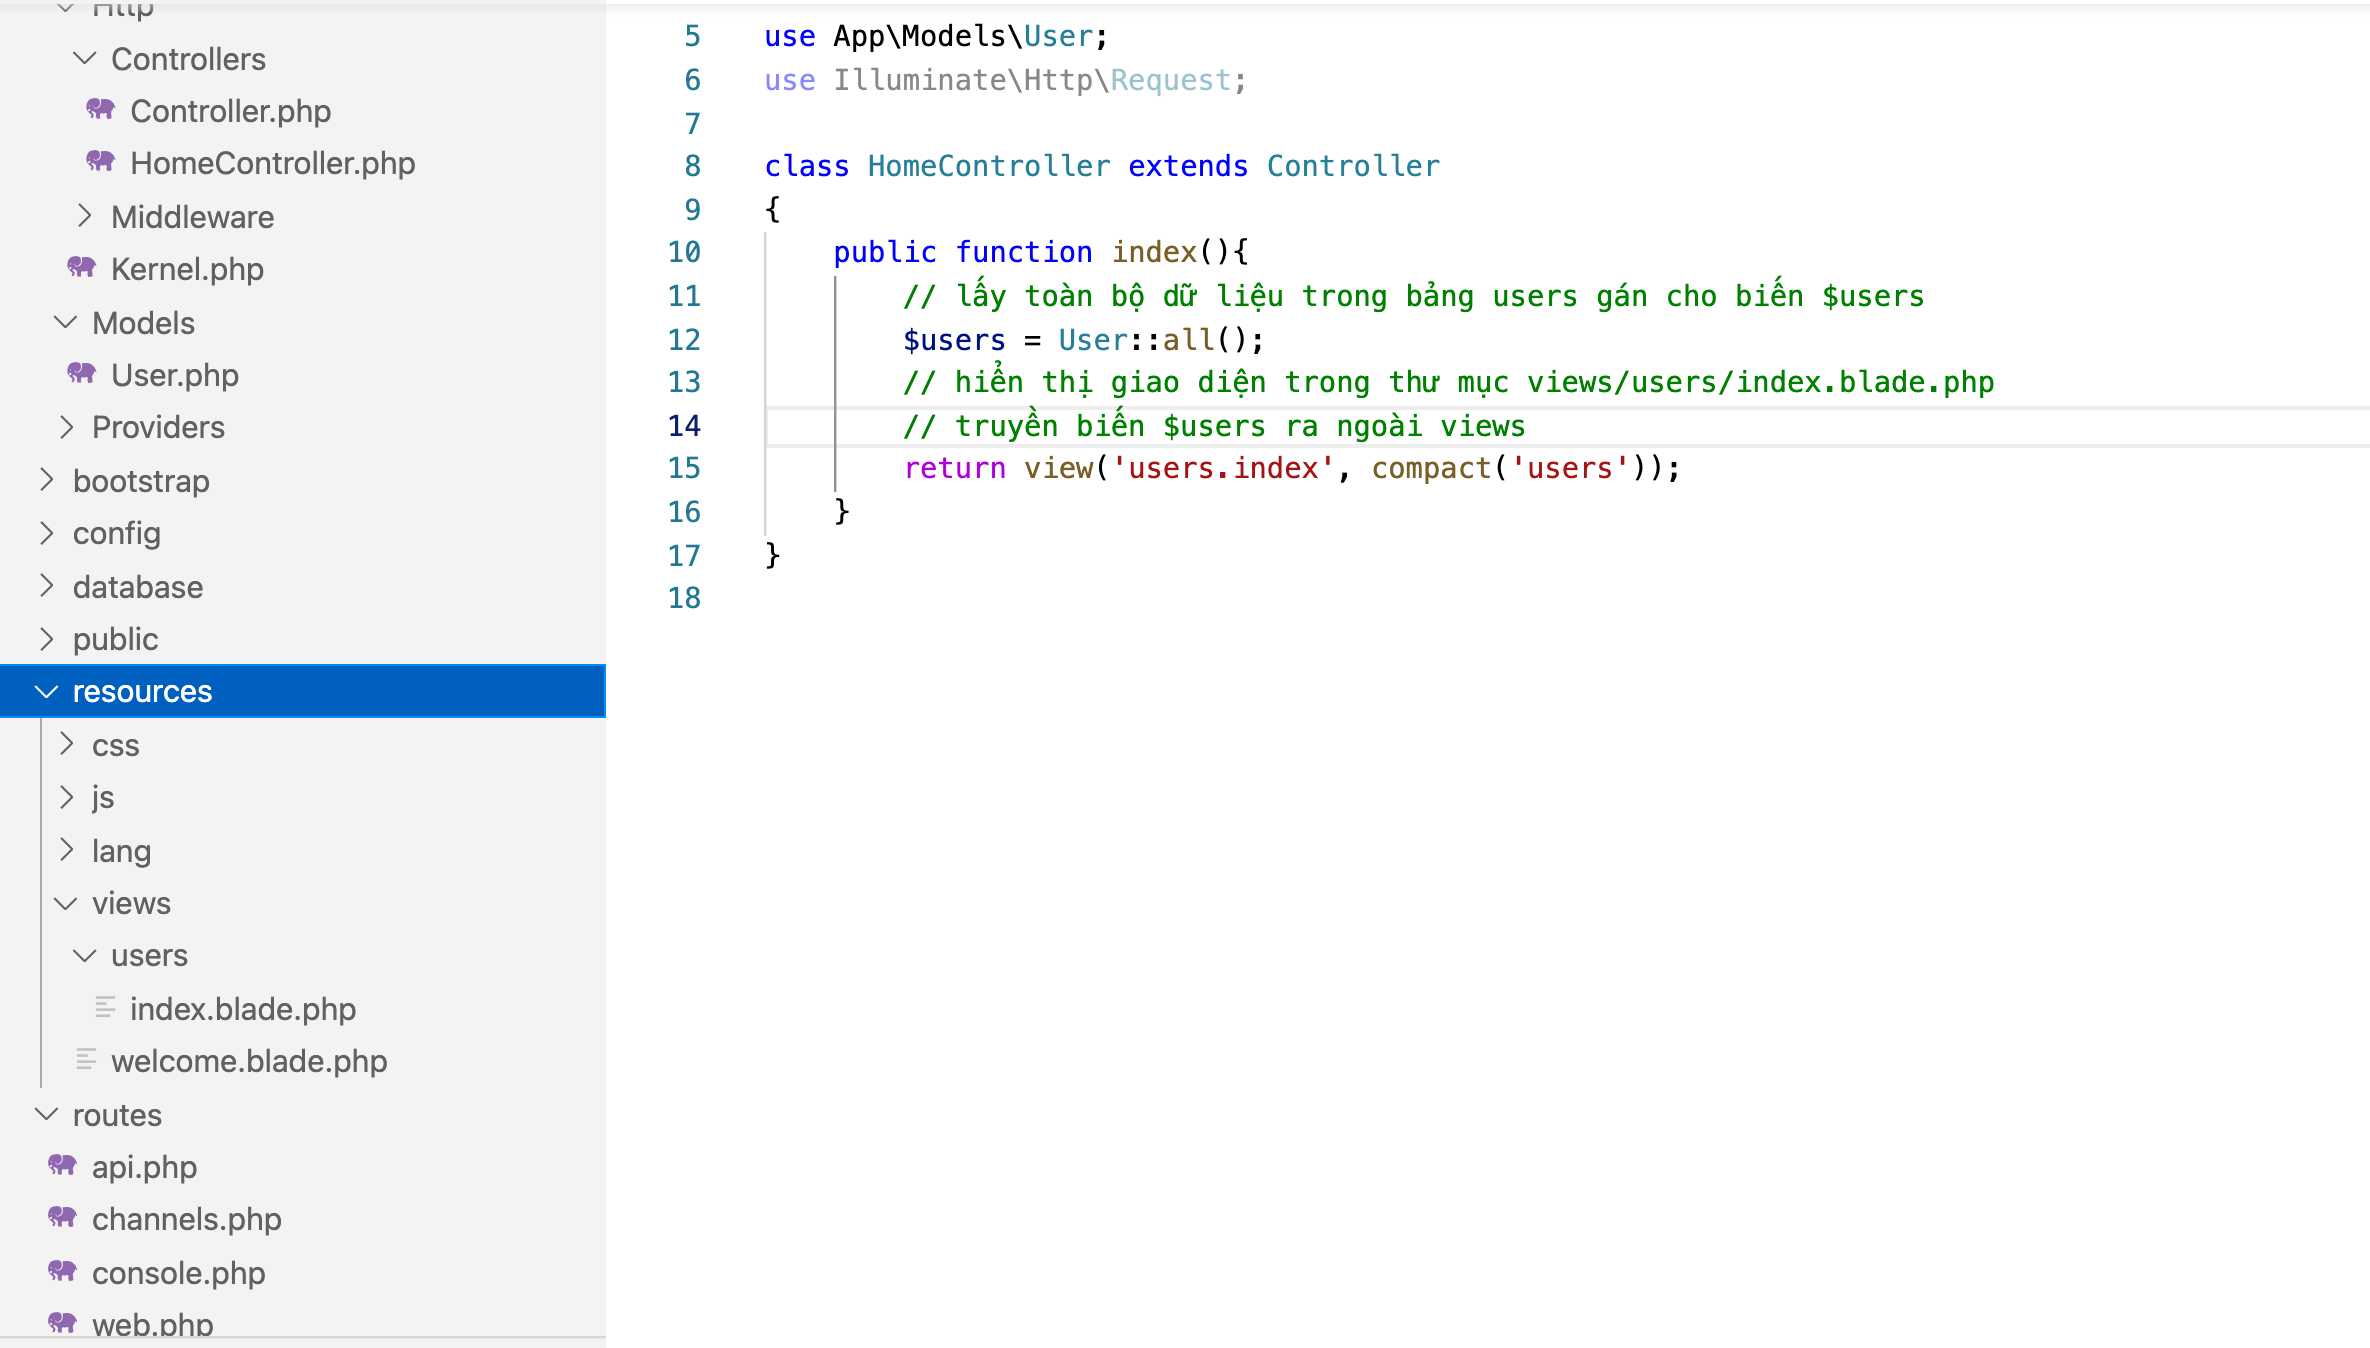 Http
Controllers
Controller.php
HomeController.php
Middleware
Kernel.php
Models
User.php
Providers
bootstrap
config
database
public
resources
css
js
lang
views
users
index.blade.php
welcome.blade.php
routes
api.php
channels.php
console.php
web.php
5 use App\Models\User;
6 use Illuminate\Http\Request;
7
8 class HomeController extends Controller
9 {
10 public function index(){
11 // lấy toàn bộ dữ liệu trong bảng users gán cho biến $users
12 $users = User::all();
13 // hiển thị giao diện trong thư mục views/users/index.blade.php
14 // truyền biến $users ra ngoài views
15 return view('users.index', compact('users'));
16 }
17 }
18